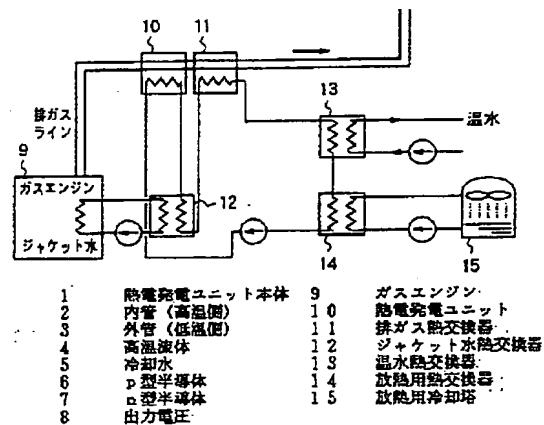 10
11
13
排ガス
ライン
温水
9
ガスエンジン
12
ジャケット水
14
15
1 熱電発電ユニット本体
2 内管(高温側)
3 外管(低温側)
4 高温流体
5 冷却水
6 p型半導体
7 n型半導体
8 出力電圧
9 ガスエンジン
10 熱電発電ユニット
11 排ガス熱交換器
12 ジャケット水熱交換器
13 温水熱交換器
14 放熱用熱交換器
15 放熱用冷却塔